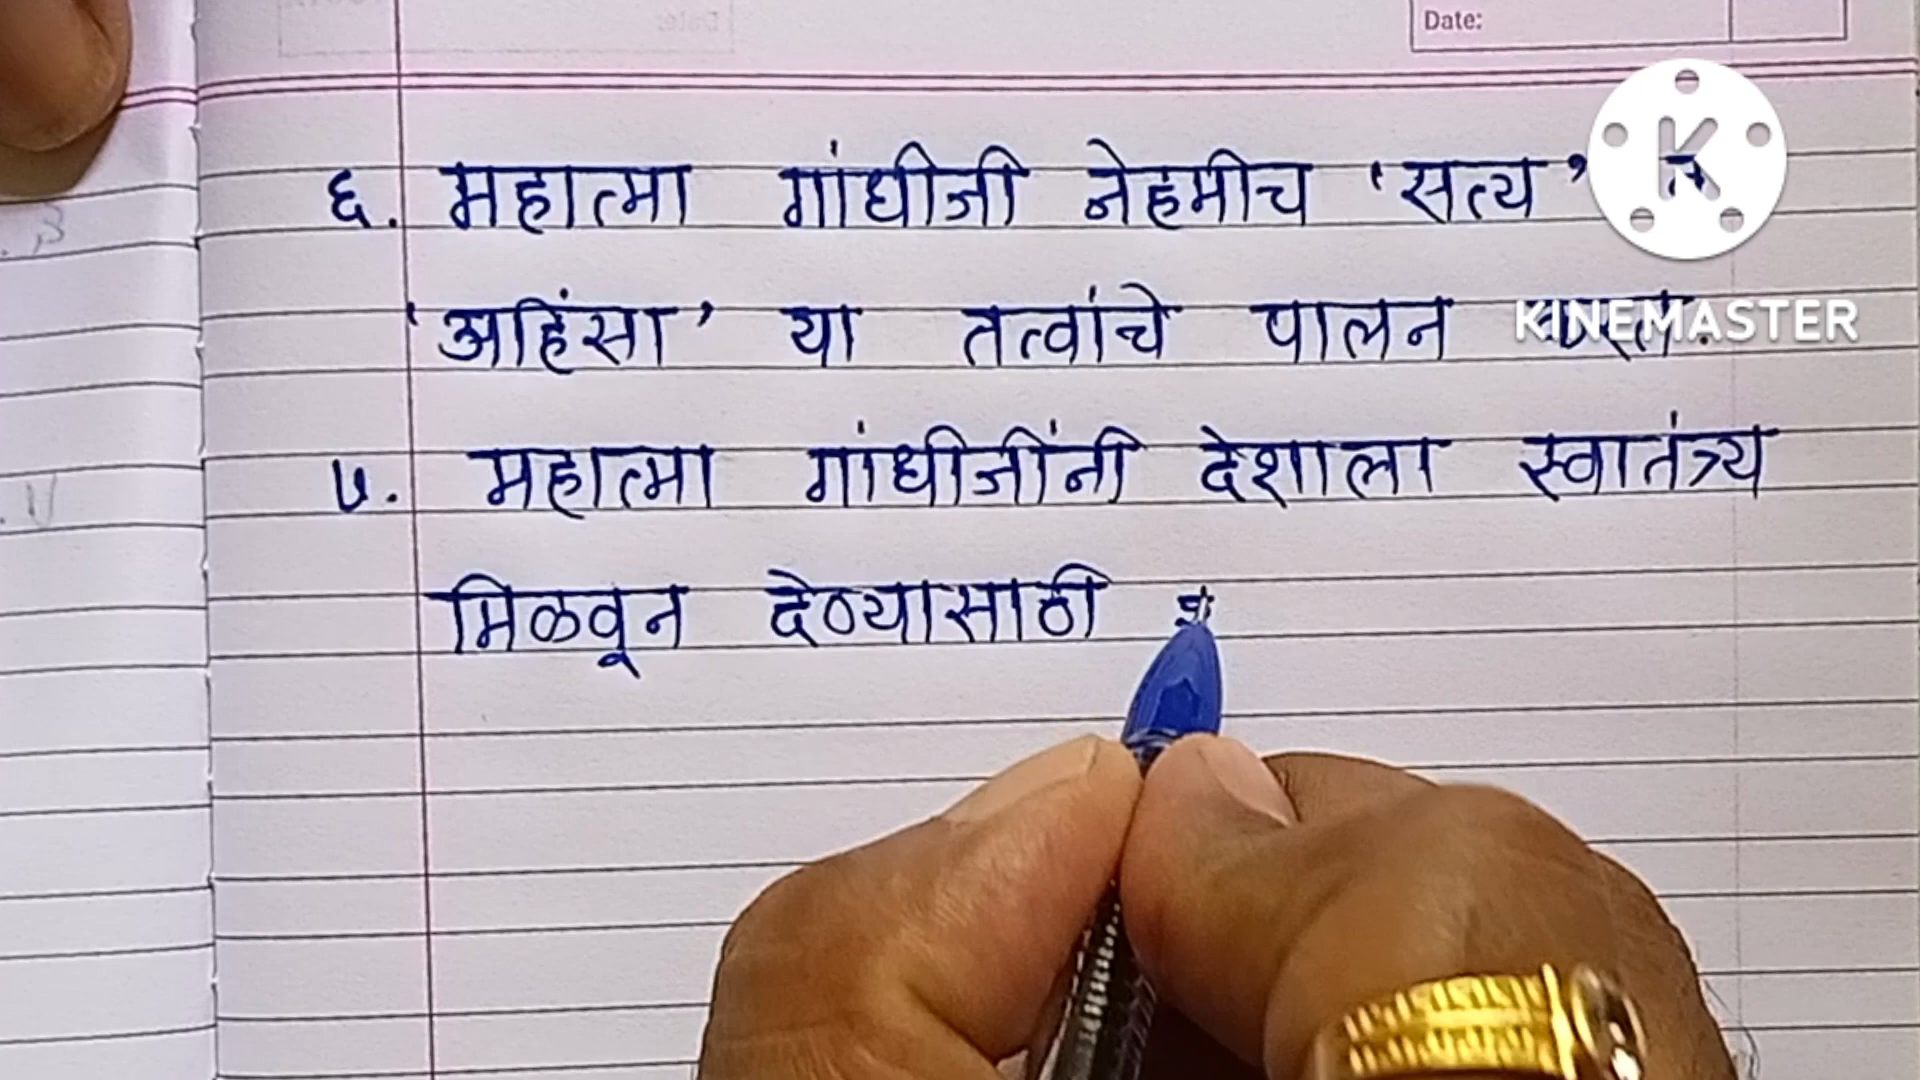 Date:
६. महात्मा गांधीजी नेहमीच ‘सत्य’
‘अहिंसा’ या तत्वांचे पालन
KINEMASTER
७. महात्मा गांधीजींनी देशाला स्वातंत्र्य
मिळवून देण्यासाठी